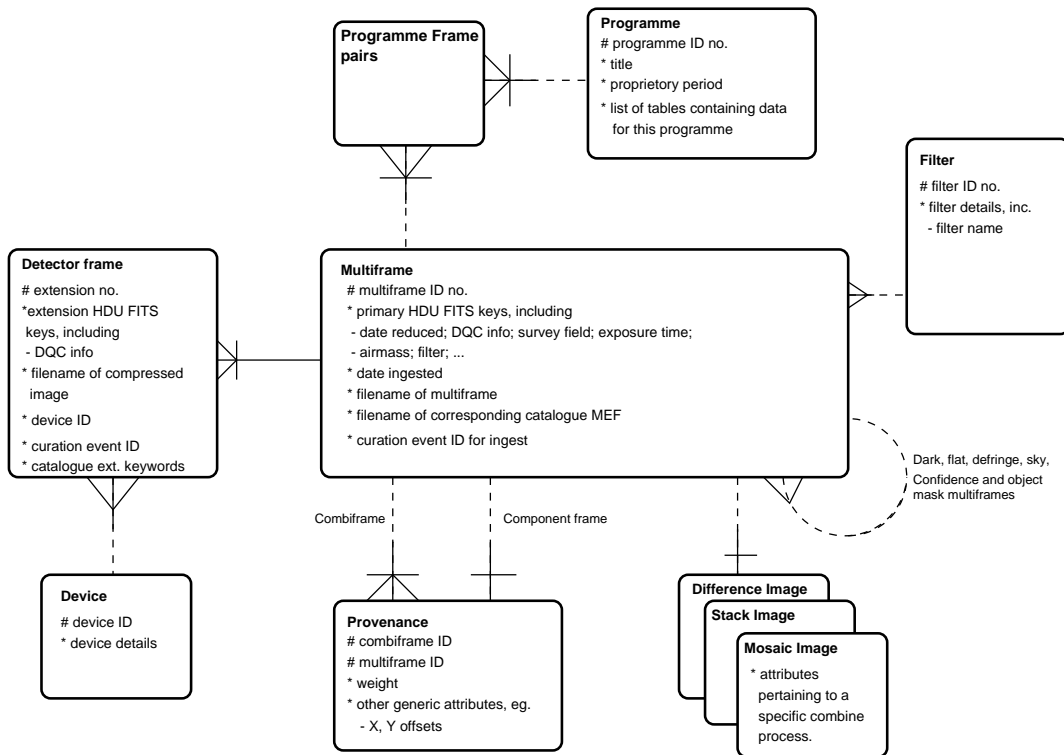 Programme Frame
pairs
Programme
# programme ID no.
* title
* proprietory period
* list of tables containing data
for this programme
Filter
# filter ID no.
* filter details, inc.
- filter name
Detector frame
# extension no.
*extension HDU FITS
keys, including
- DQC info
* filename of compressed
image
* device ID
* curation event ID
* catalogue ext. keywords
Multiframe
# multiframe ID no.
* primary HDU FITS keys, including
- date reduced; DQC info; survey field; exposure time;
- airmass; filter; ...
* date ingested
* filename of multiframe
* filename of corresponding catalogue MEF
* curation event ID for ingest
Dark, flat, defringe, sky,
Confidence and object
mask multiframes
Combiframe
Component frame
Device
# device ID
* device details
Provenance
# combiframe ID
# multiframe ID
* weight
* other generic attributes, eg.
- X, Y offsets
Difference Image
Stack Image
Mosaic Image
* attributes
pertaining to a
specific combine
process.